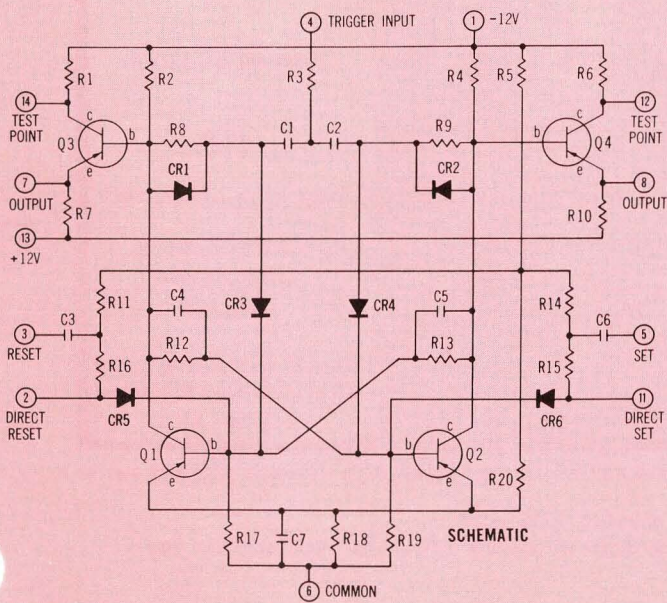 4 TRIGGER INPUT
1 -12V
R1
R2
R3
R4
R5
R6
14
TEST
POINT
c
Q3
b
e
R8
C1
C2
R9
CR1
CR2
b
c
Q4
e
12
TEST
POINT
7
OUTPUT
R7
8
OUTPUT
R10
13
+12V
R11
C4
CR3
CR4
C5
R14
3
RESET
C3
R12
R13
C6
5
SET
R16
R15
2
DIRECT
RESET
CR5
CR6
11
DIRECT
SET
c
Q1
b
e
b
c
Q2
e
R20
R17
C7
R18
R19
SCHEMATIC
6 COMMON